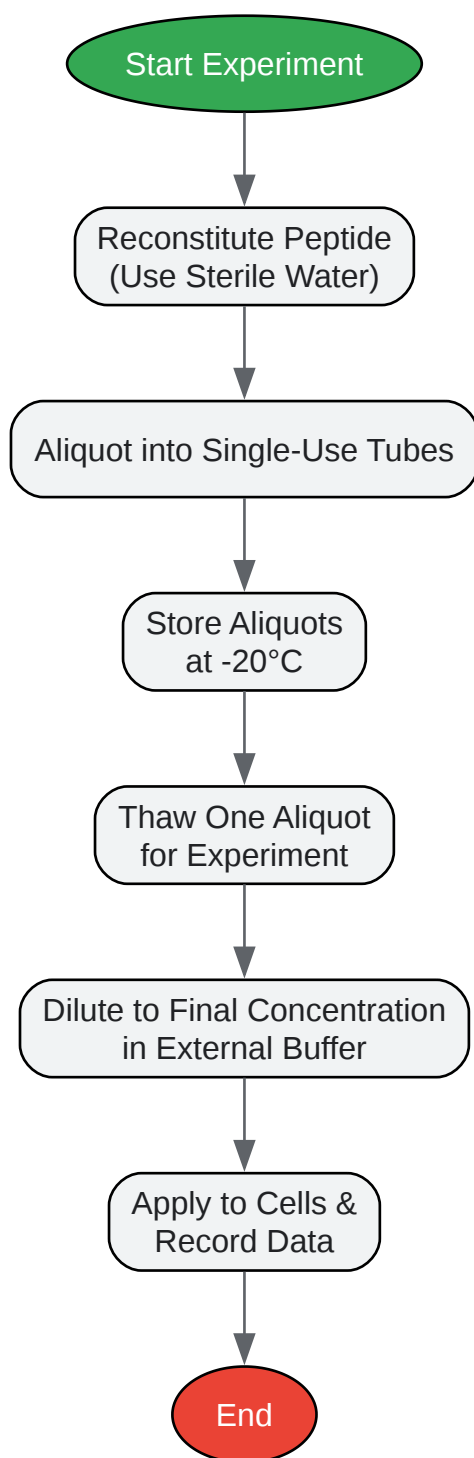 Start Experiment
Reconstitute Peptide
(Use Sterile Water)
Aliquot into Single-Use Tubes
Store Aliquots
at -20°C
Thaw One Aliquot
for Experiment
Dilute to Final Concentration
in External Buffer
Apply to Cells &
Record Data
End